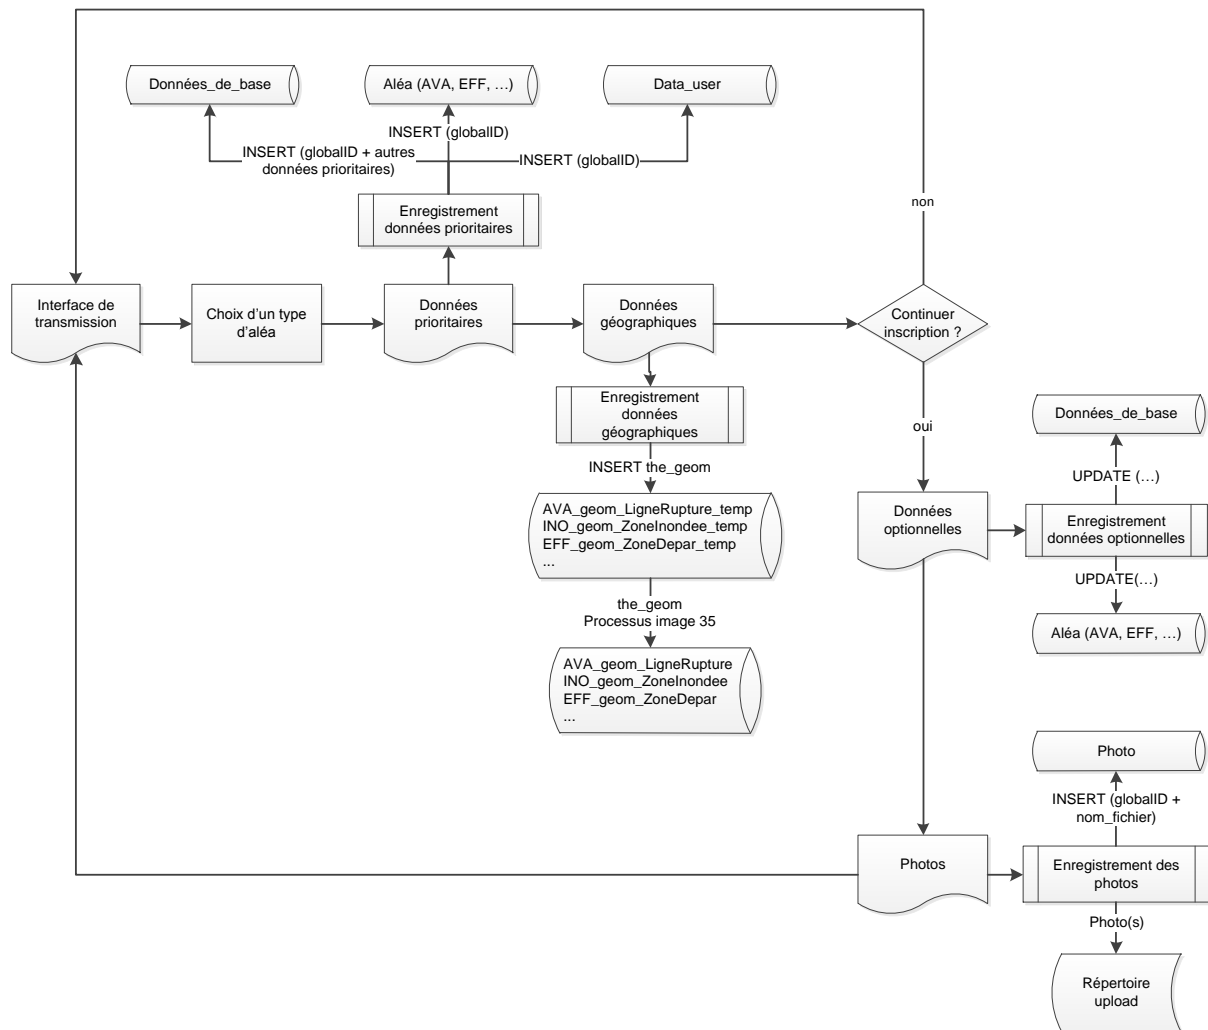 Données_de_base
Aléa (AVA, EFF, ...)
Data_user
INSERT (globalID)
INSERT (globalID + autres
données prioritaires)
INSERT (globalID)
Enregistrement
données prioritaires
non
Interface de
transmission
Choix d'un type
d'aléa
Données
prioritaires
Données
géographiques
Continuer
inscription ?
Enregistrement
données
géographiques
oui
Données_de_base
INSERT the_geom
UPDATE (...)
AVA_geom_LigneRupture_temp
INO_geom_ZoneInondee_temp
EFF_geom_ZoneDepar_temp
...
Données
optionnelles
Enregistrement
données optionnelles
UPDATE(...)
the_geom
Processus image 35
Aléa (AVA, EFF, ...)
AVA_geom_LigneRupture
INO_geom_ZoneInondee
EFF_geom_ZoneDepar
...
Photo
INSERT (globalID +
nom_fichier)
Photos
Enregistrement des
photos
Photo(s)
Répertoire
upload